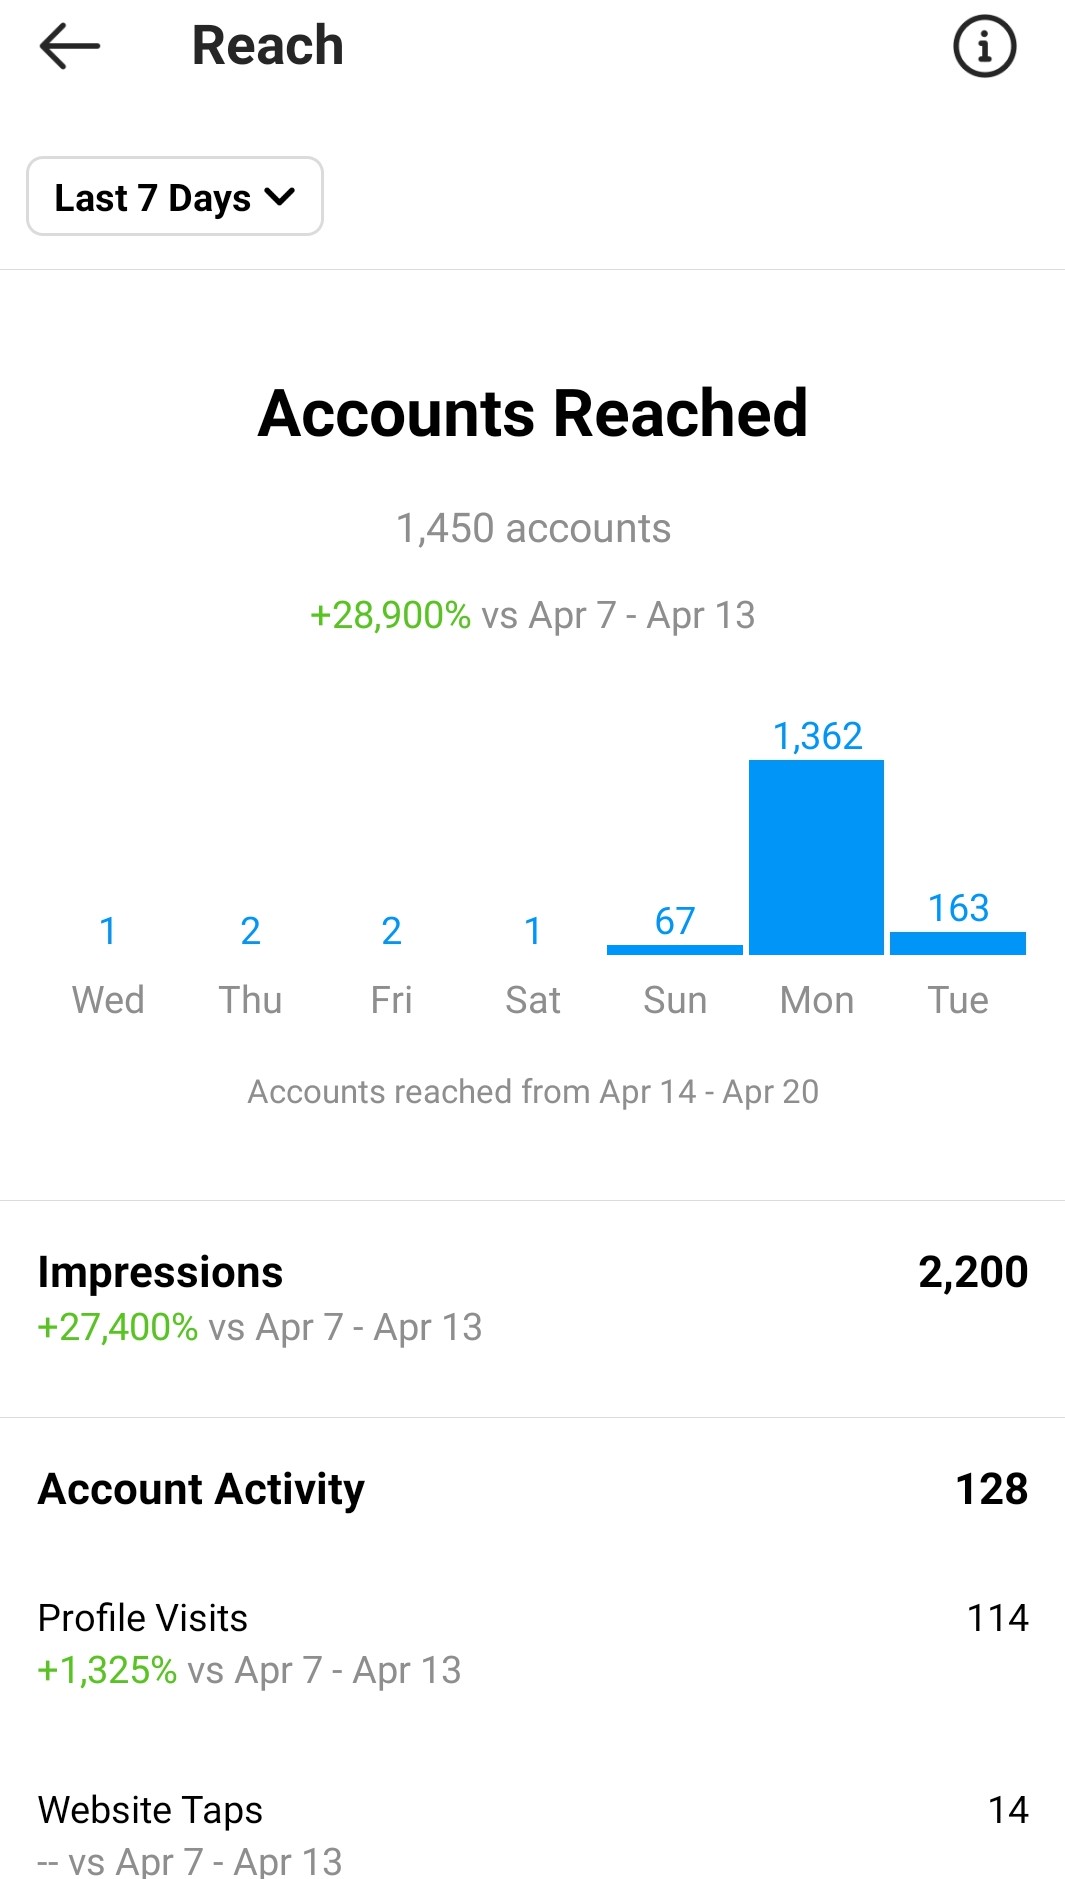 Reach
Last 7 Days
Accounts Reached
1,450 accounts
+28,900% vs Apr 7 - Apr 13
1,362
163
67
1 2 2 1
Wed Thu Fri Sat Sun Mon Tue
Accounts reached from Apr 14 - Apr 20
Impressions 2,200
+27,400% vs Apr 7 - Apr 13
Account Activity 128
Profile Visits 114
+1,325% vs Apr 7 - Apr 13
Website Taps 14
-- vs Apr 7 - Apr 13